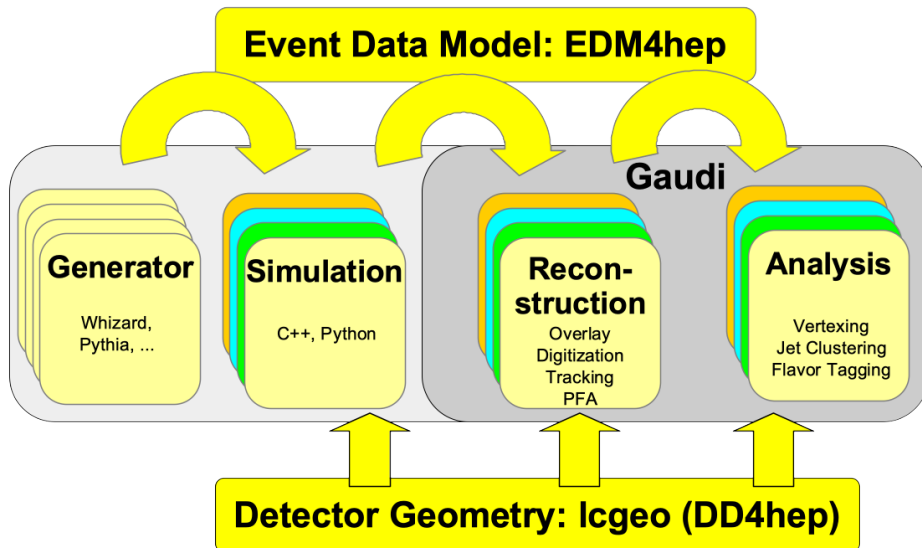 Event Data Model: EDM4hep
Gaudi
Generator
Whizard,
Pythia, ...
Simulation
C++, Python
Recon-
struction
Overlay
Digitization
Tracking
PFA
Analysis
Vertexing
Jet Clustering
Flavor Tagging
Detector Geometry: lcgeo (DD4hep)